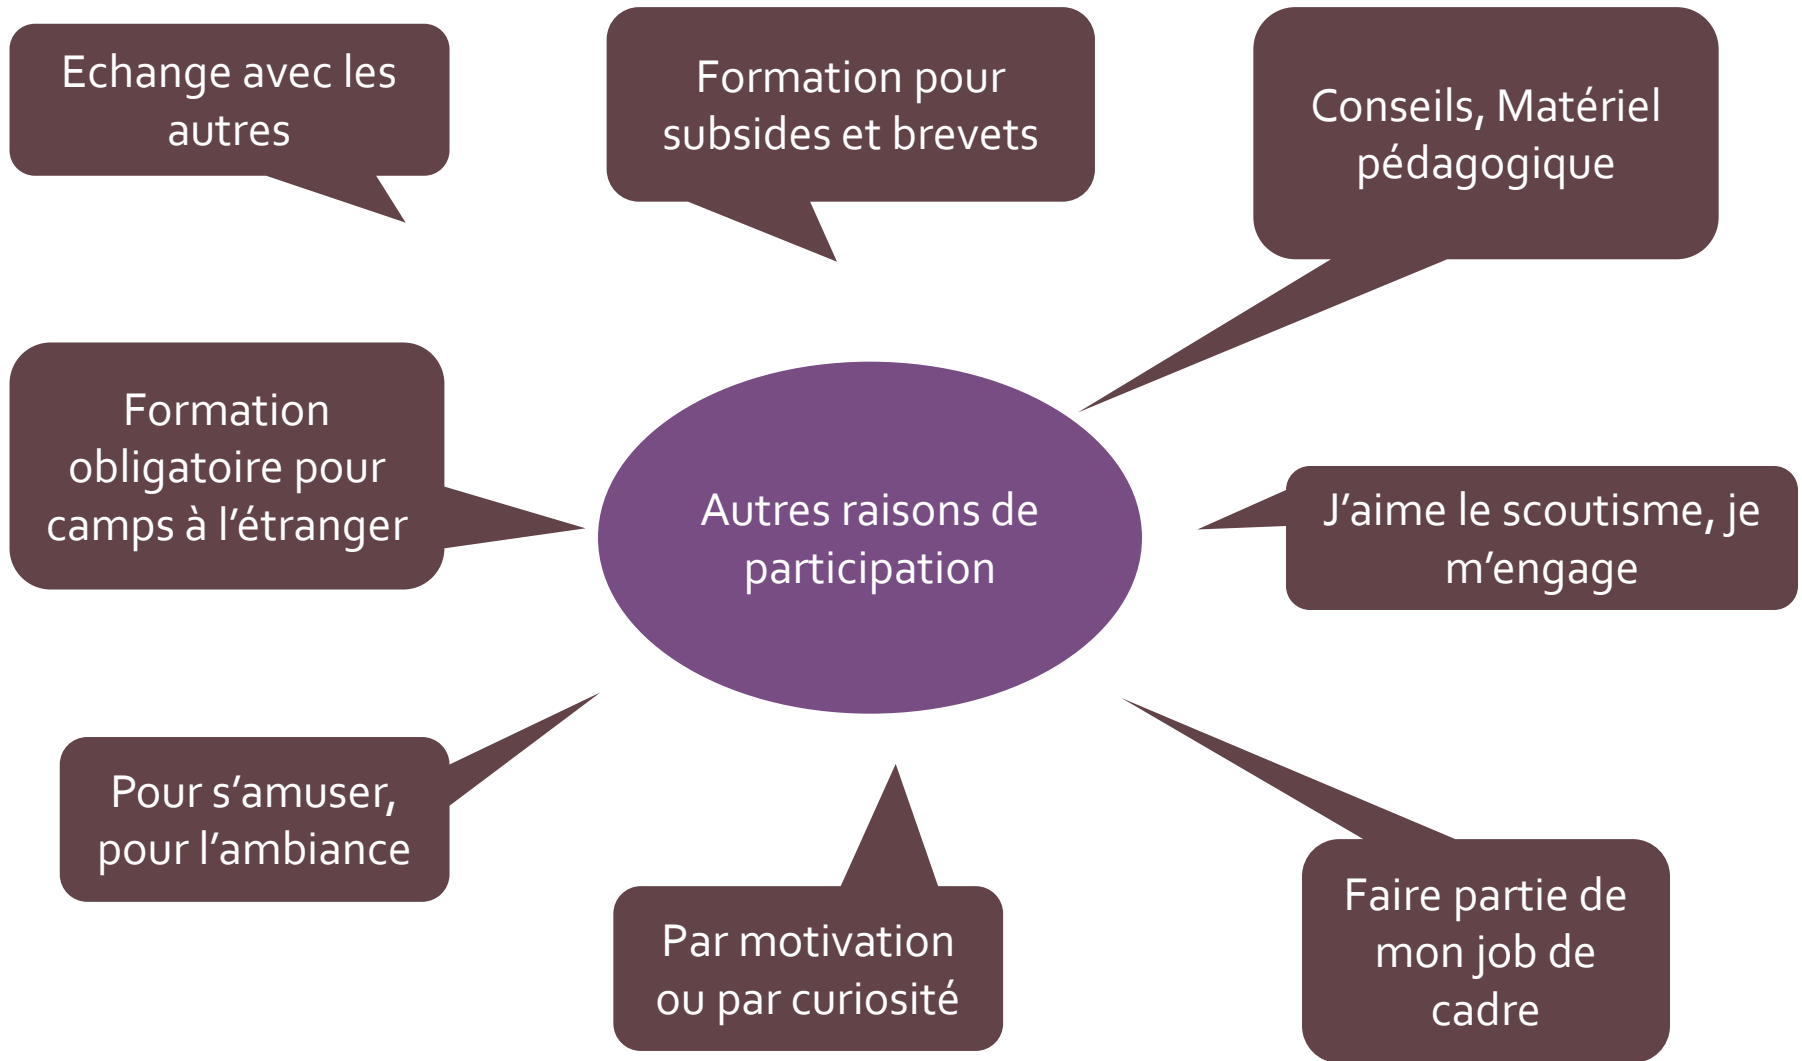 Echange avec les
autres
Formation pour
subsides et brevets
Conseils, Matériel
pédagogique
Formation
obligatoire pour
camps à l’étranger
Autres raisons de
participation
J’aime le scoutisme, je
m’engage
Pour s’amuser,
pour l’ambiance
Par motivation
ou par curiosité
Faire partie de
mon job de
cadre